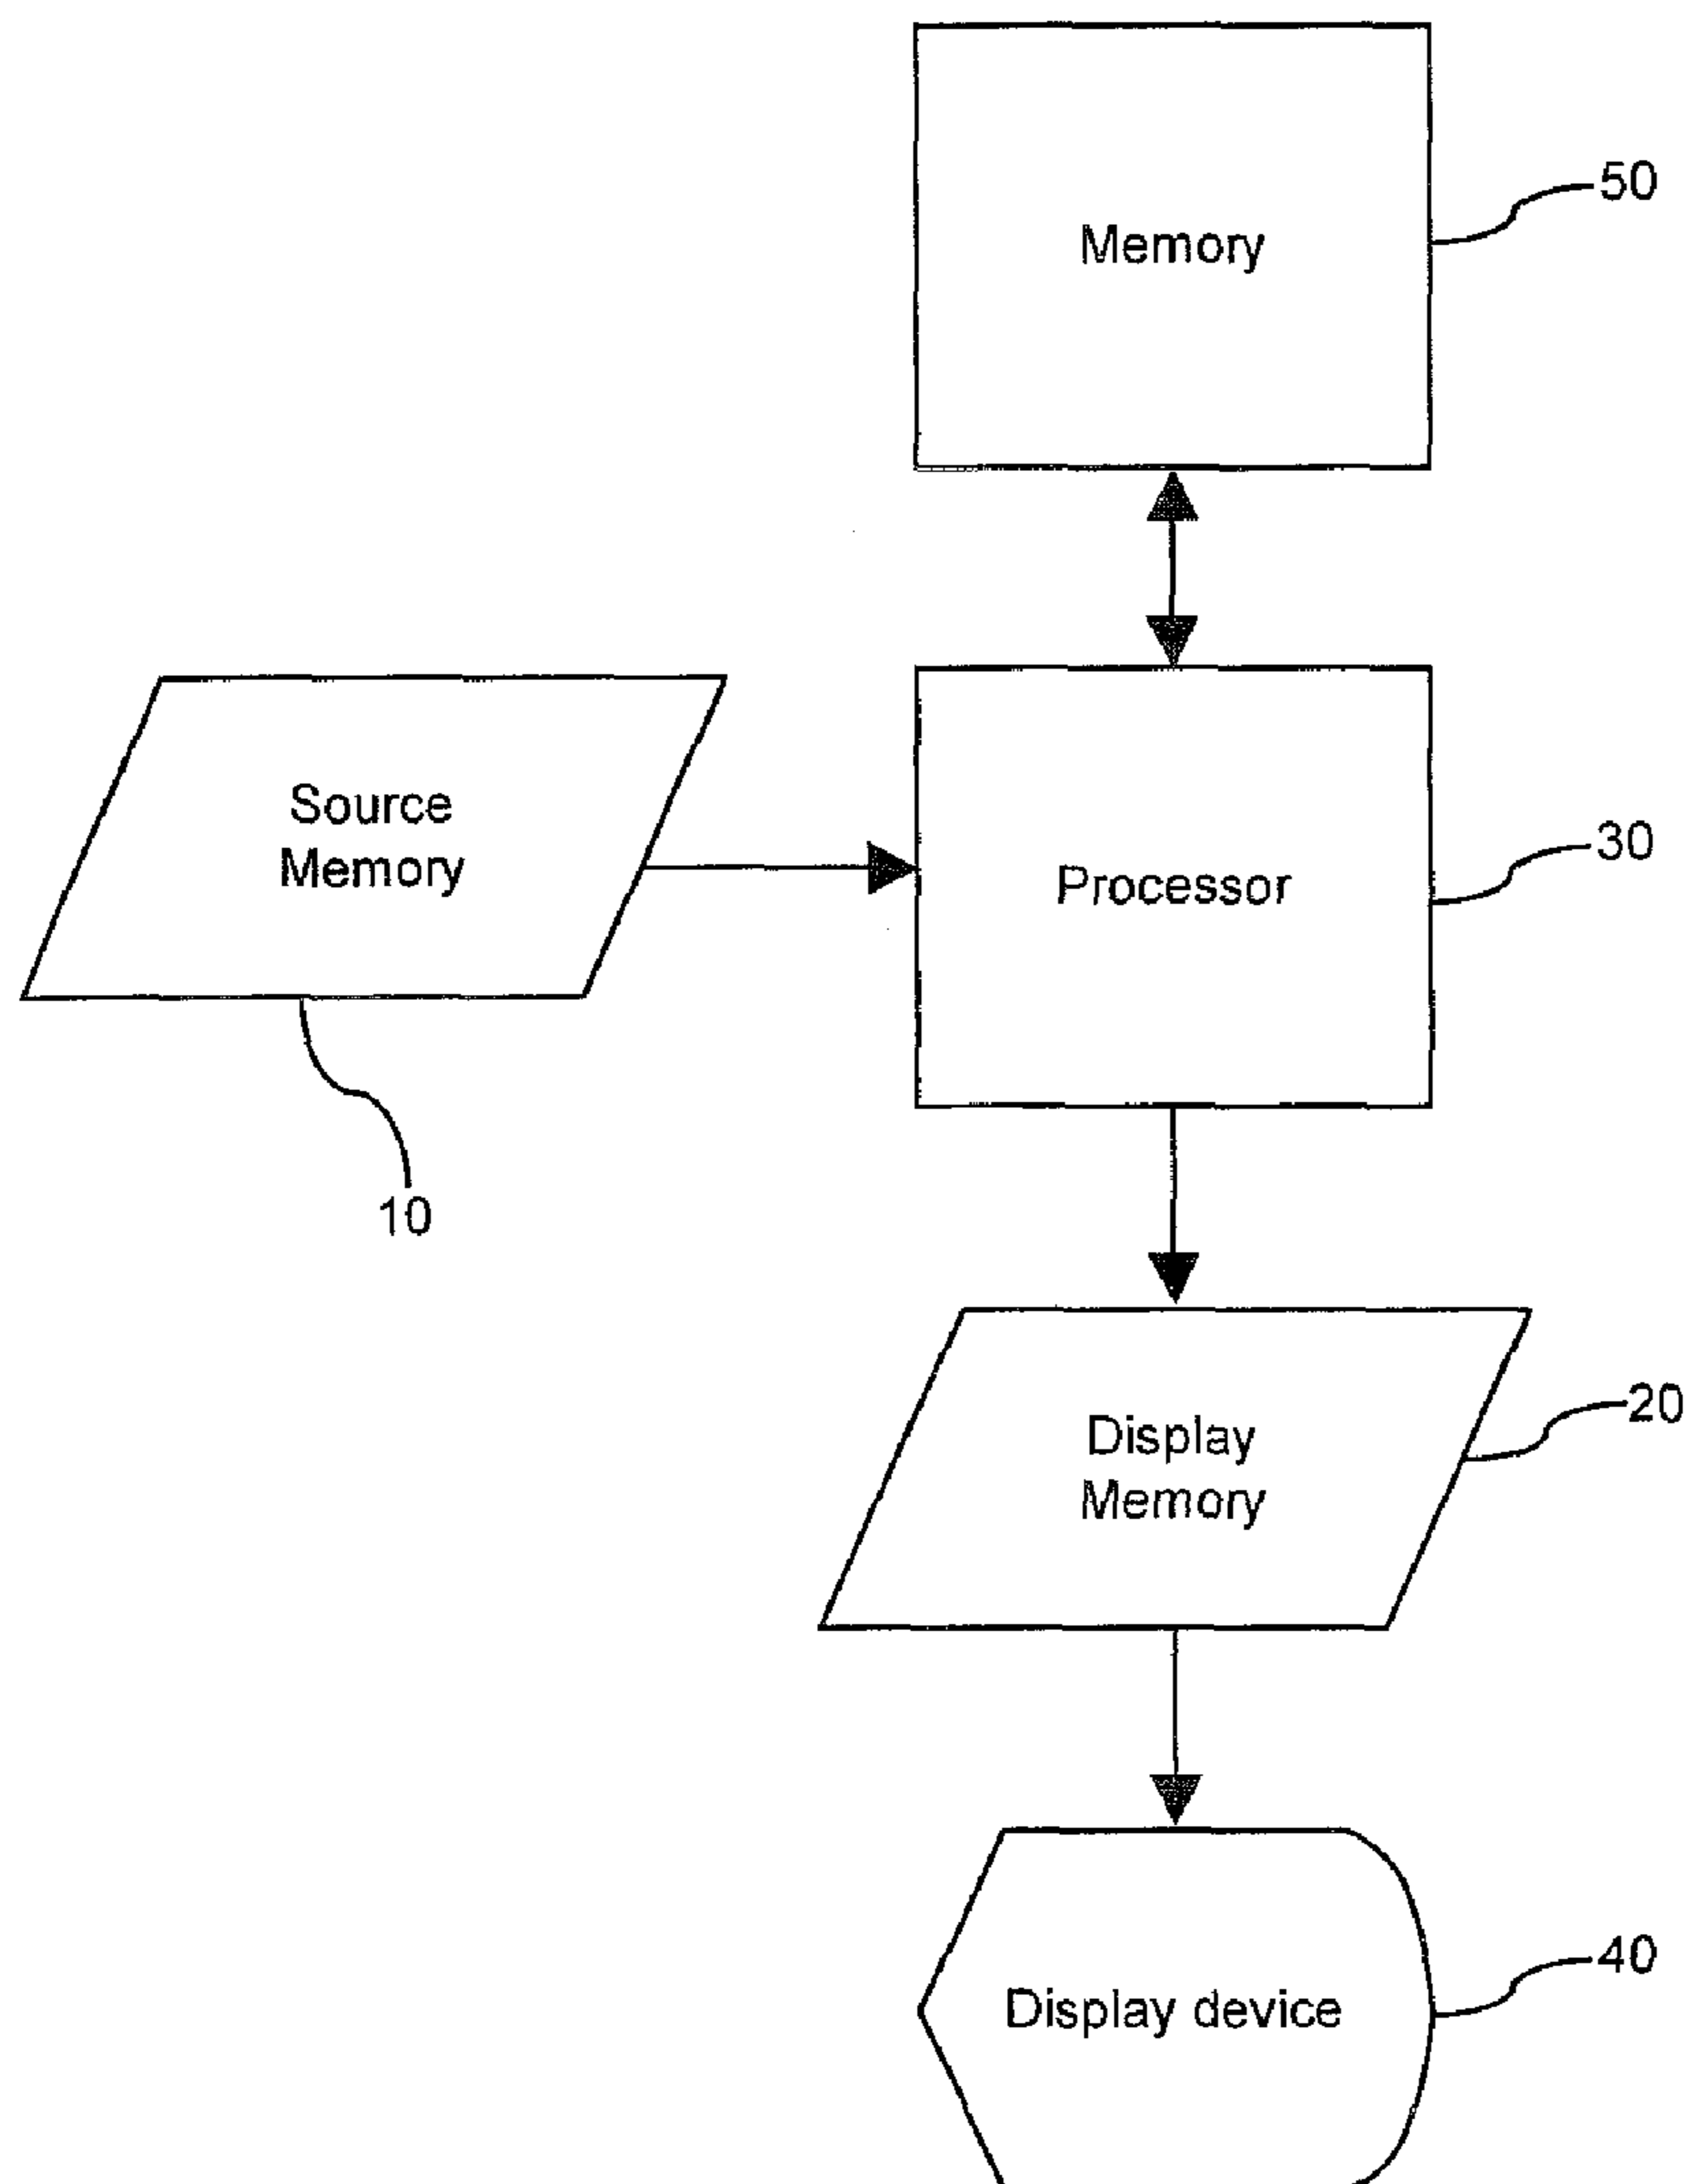 Memory
50
Source
Memory
10
Processor
30
Display
Memory
20
Display device
40